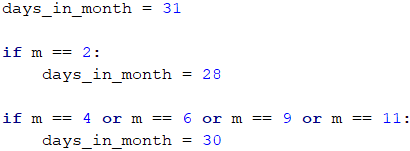 days_in_month = 31
if m == 2:
    days_in_month = 28
if m == 4 or m == 6 or m == 9 or m == 11:
    days_in_month = 30